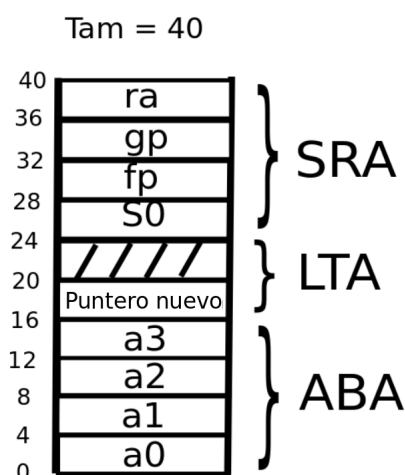 Tam = 40
40
ra
36
gp
SRA
32
fp
28
S0
24
LTA
20
Puntero nuevo
16
a3
12
a2
ABA
8
a1
4
a0
0